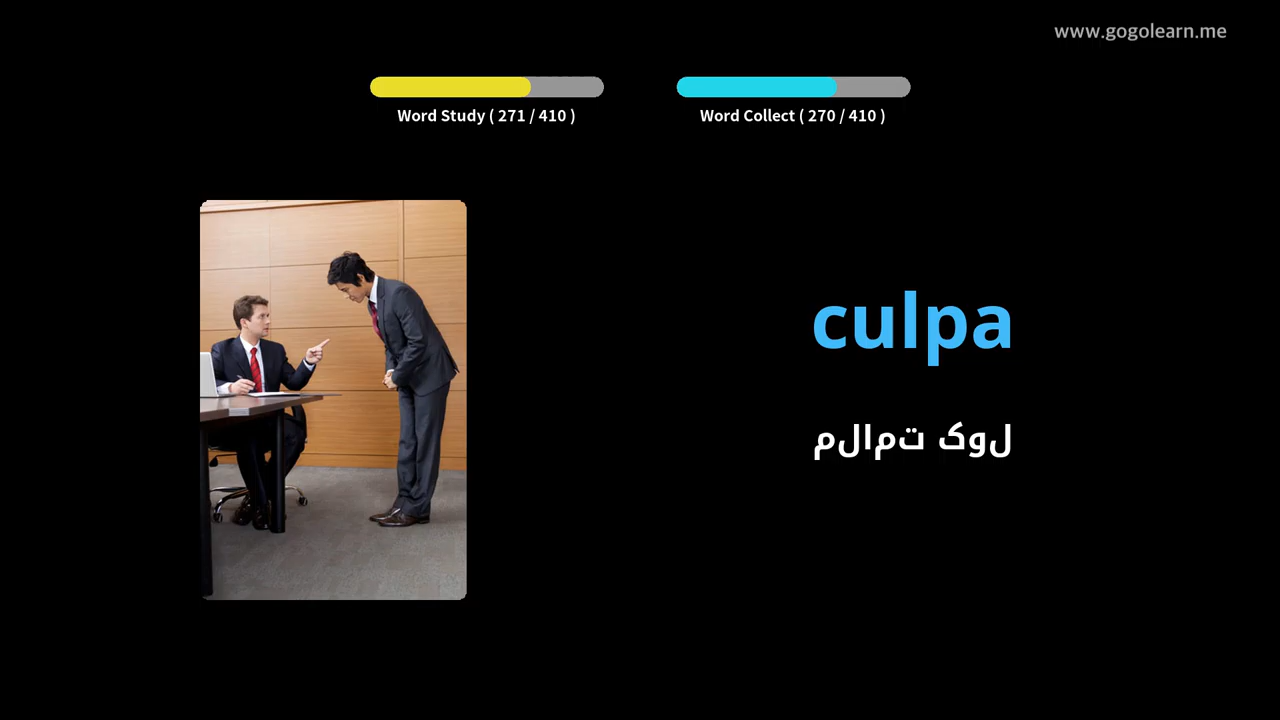 www.gogolearn.me
Word Study ( 271 / 410 )
Word Collect ( 270 / 410 )
culpa
لوک تمالم